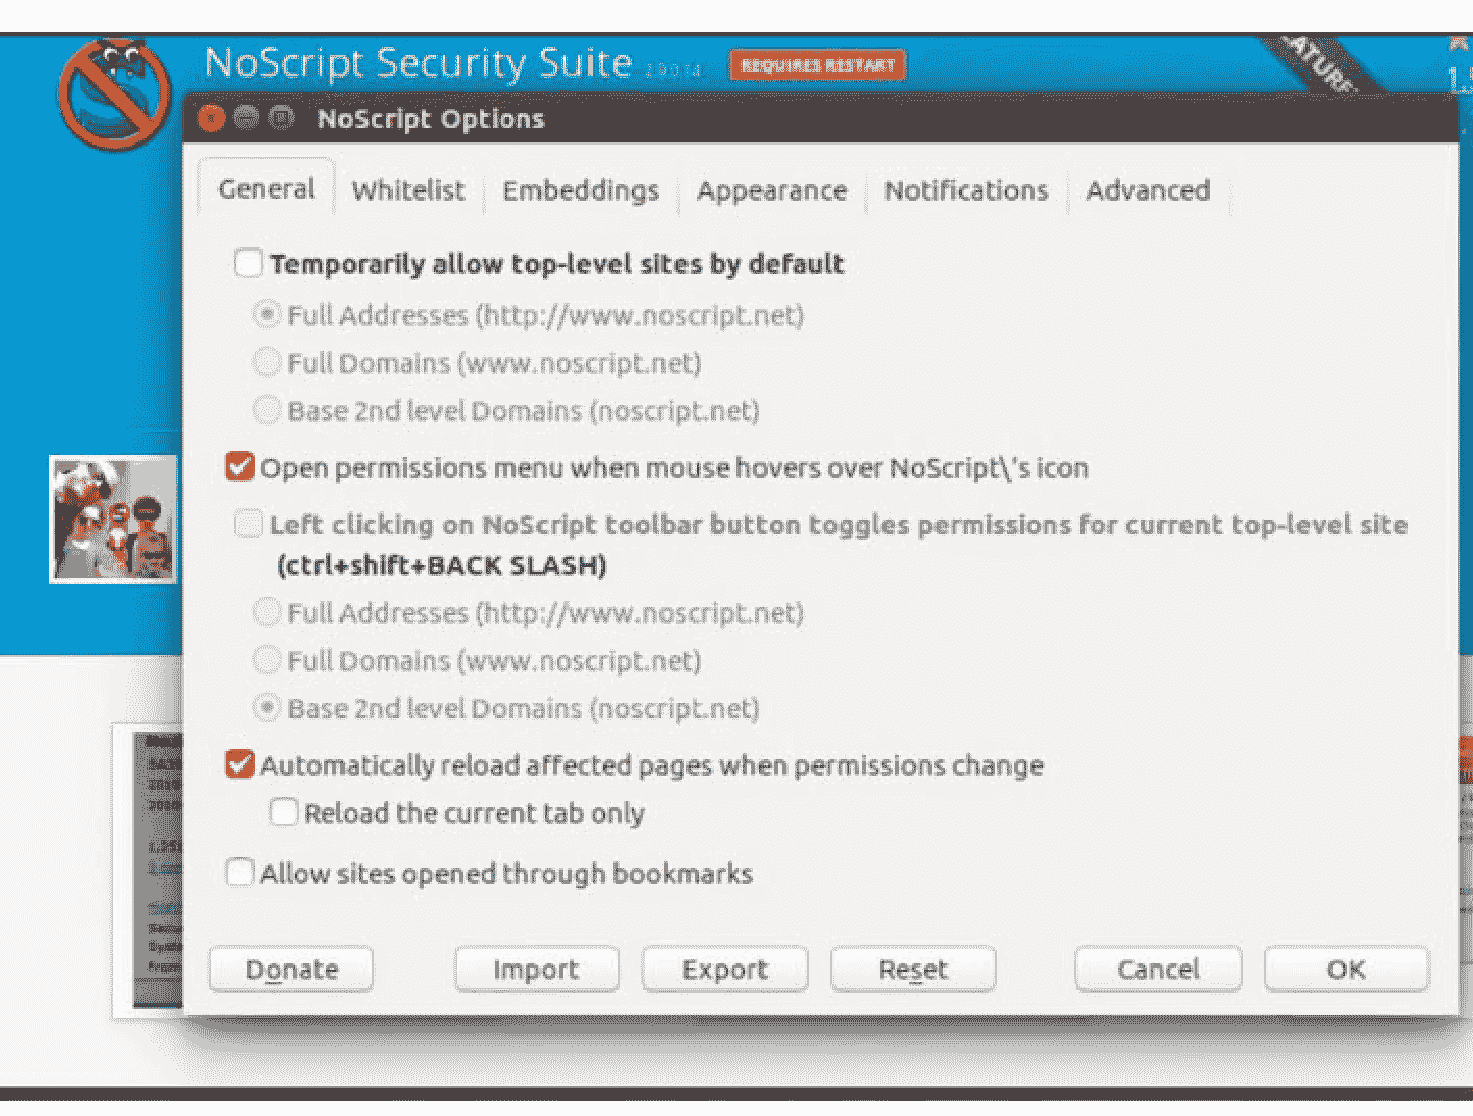 NoScript Security Suite
REQUIRES RESTART
NoScript Options
General Whitelist Embeddings Appearance Notifications Advanced
Temporarily allow top-level sites by default
Full Addresses (http://www.noscript.net)
Full Domains (www.noscript.net)
Base 2nd level Domains (noscript.net)
Open permissions menu when mouse hovers over NoScript\'s icon
Left clicking on NoScript toolbar button toggles permissions for current top-level site
(ctrl+shift+BACK SLASH)
Full Addresses (http://www.noscript.net)
Full Domains (www.noscript.net)
Base 2nd level Domains (noscript.net)
Automatically reload affected pages when permissions change
Reload the current tab only
Allow sites opened through bookmarks
Donate Import Export Reset Cancel OK